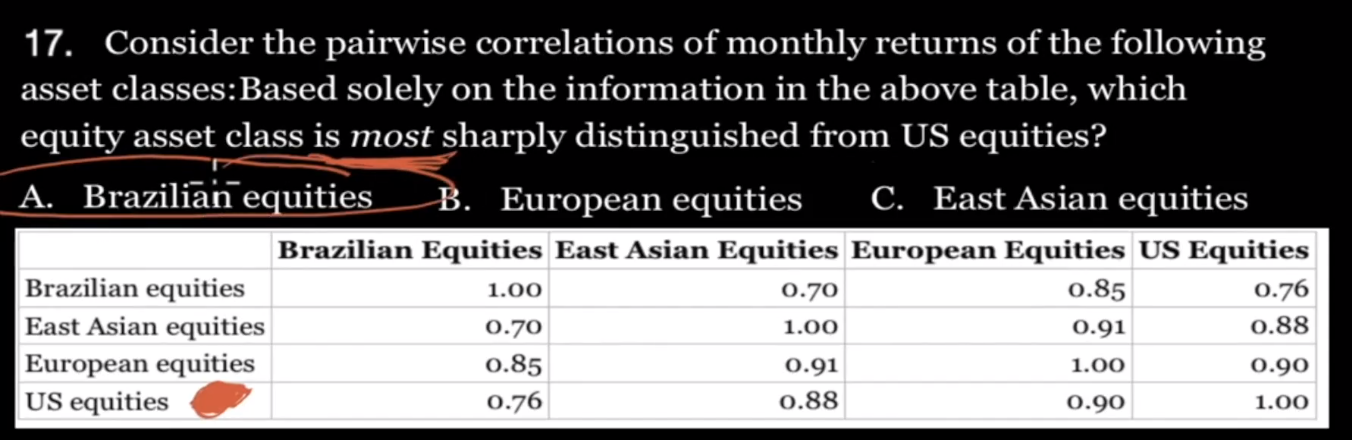 17. Consider the pairwise correlations of monthly returns of the following
asset classes:Based solely on the information in the above table, which
equity asset class is most sharply distinguished from US equities?
A. Brazilian equities B. European equities C. East Asian equities
Brazilian Equities East Asian Equities European Equities US Equities
Brazilian equities 1.00 0.70 0.85 0.76
East Asian equities 0.70 1.00 0.91 0.88
European equities 0.85 0.91 1.00 0.90
US equities 0.76 0.88 0.90 1.00